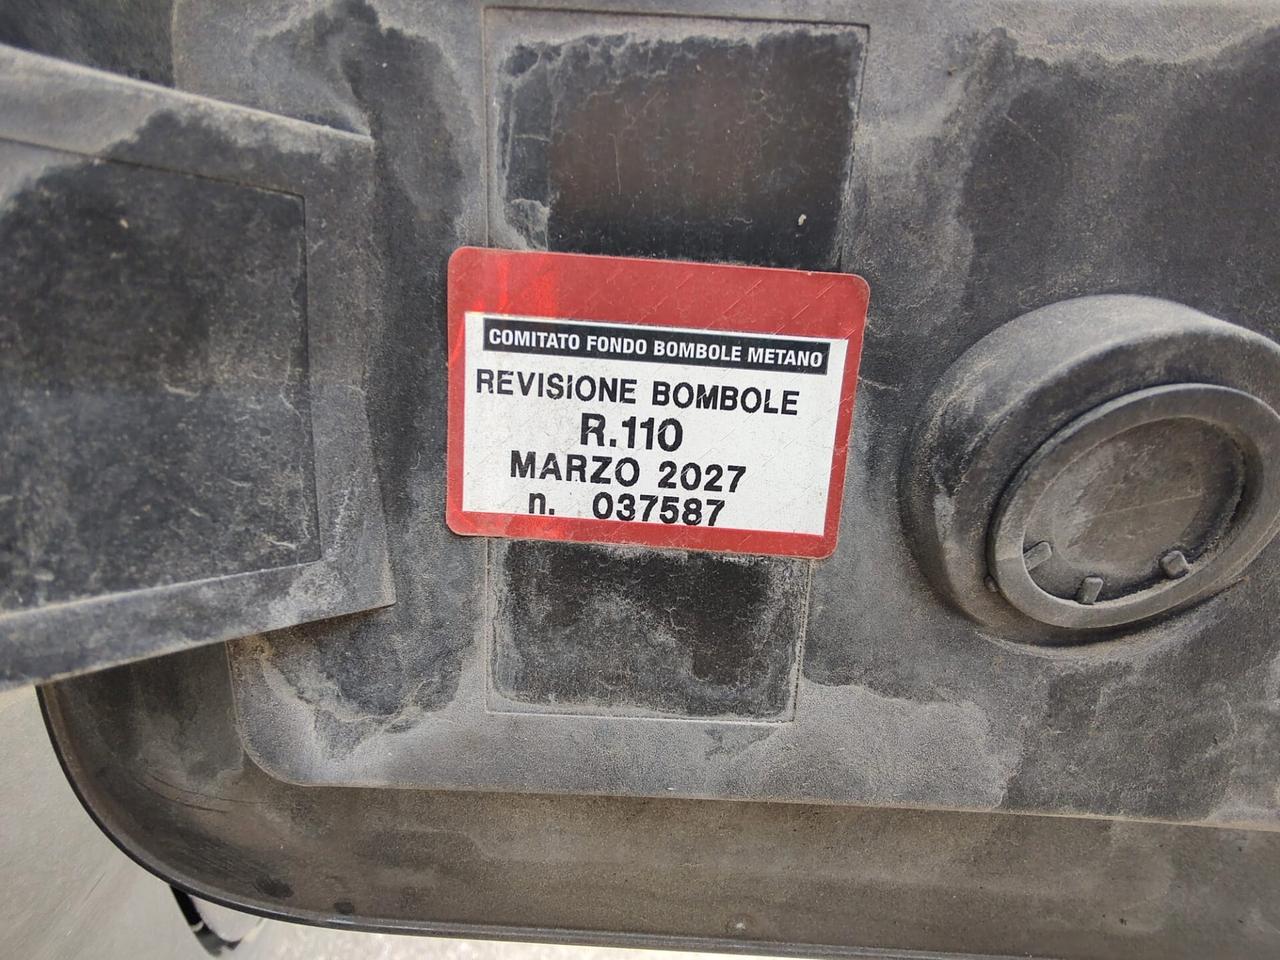 COMITATO FONDO BOMBOLE METANO
REVISIONE BOMBOLE
R.110
MARZO 2027
n. 037587